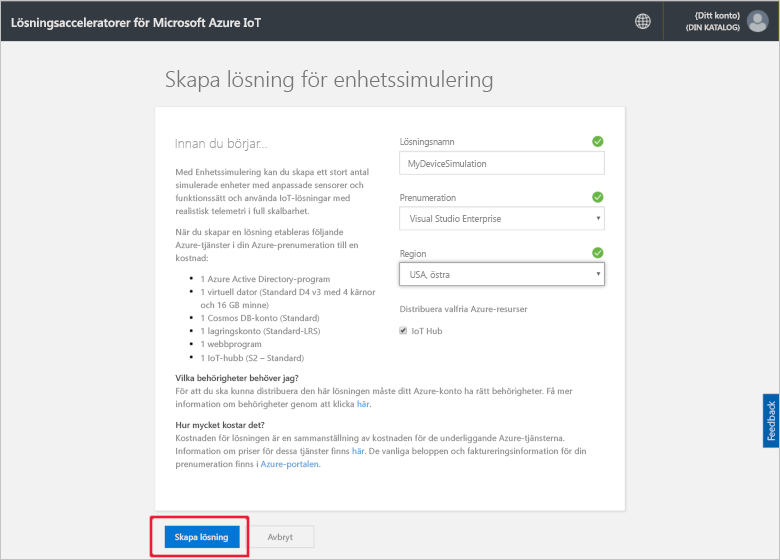 Lösningsacceleratorer för Microsoft Azure IoT
{Ditt konto}
{DIN KATALOG}
Skapa lösning för enhetssimulering
Innan du börjar...
Med Enhetssimulering kan du skapa ett stort antal
simulerade enheter med anpassade sensorer och
funktionssätt och använda IoT-lösningar med
realistisk telemetri i full skalbarhet.
När du skapar en lösning etableras följande
Azure-tjänster i din Azure-prenumeration till en
kostnad:
• 1 Azure Active Directory-program
• 1 virtuell dator (Standard D4 v3 med 4 kärnor
och 16 GB minne)
• 1 Cosmos DB-konto (Standard)
• 1 lagringskonto (Standard-LRS)
• 1 webbprogram
• 1 IoT-hubb (S2 – Standard)
Lösningsnamn
MyDeviceSimulation
Prenumeration
Visual Studio Enterprise
Region
USA, östra
Distribuera valfria Azure-resurser
IoT Hub
Vilka behörigheter behöver jag?
För att du ska kunna distribuera den här lösningen måste ditt Azure-konto ha rätt behörigheter. Få mer
information om behörigheter genom att klicka här.
Hur mycket kostar det?
Kostnaden för lösningen är en sammanställning av kostnaden för de underliggande Azure-tjänsterna.
Information om priser för dessa tjänster finns här. De vanliga beloppen och faktureringsinformation för din
prenumeration finns i Azure-portalen.
Feedback
Skapa lösning
Avbryt